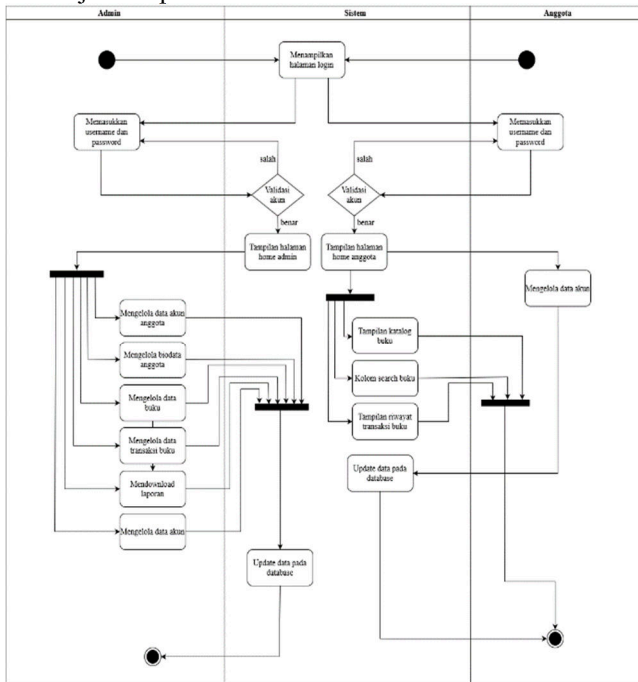 Admin
Sistem
Anggota
Menampilkan
halaman login
Memasukkan
username dan
password
Memasukkan
username dan
password
salah
salah
Validasi
akun
Validasi
akun
benar
benar
Tampilan halaman
home admin
Tampilan halaman
home anggota
Mengelola data akun
Mengelola data akun
anggota
Tampilan katalog
buku
Mengelola biodata
anggota
Kolom search buku
Mengelola data
buku
Tampilan riwayat
transaksi buku
Mengelola data
transaksi buku
Update data pada
database
Mendownload
laporan
Mengelola data akun
Update data pada
database